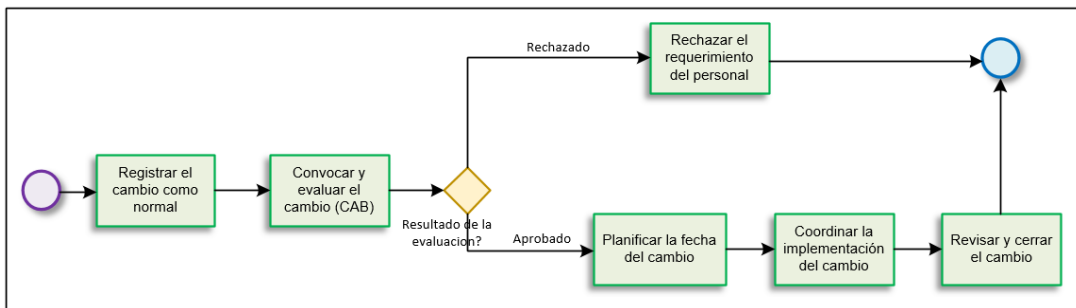 Registrar el
cambio como
normal
Convocar y
evaluar el
cambio (CAB)
Resultado de la
evaluacion?
Rechazado
Rechazar el
requerimiento
del personal
Aprobado
Planificar la fecha
del cambio
Coordinar la
implementación
del cambio
Revisar y cerrar
el cambio